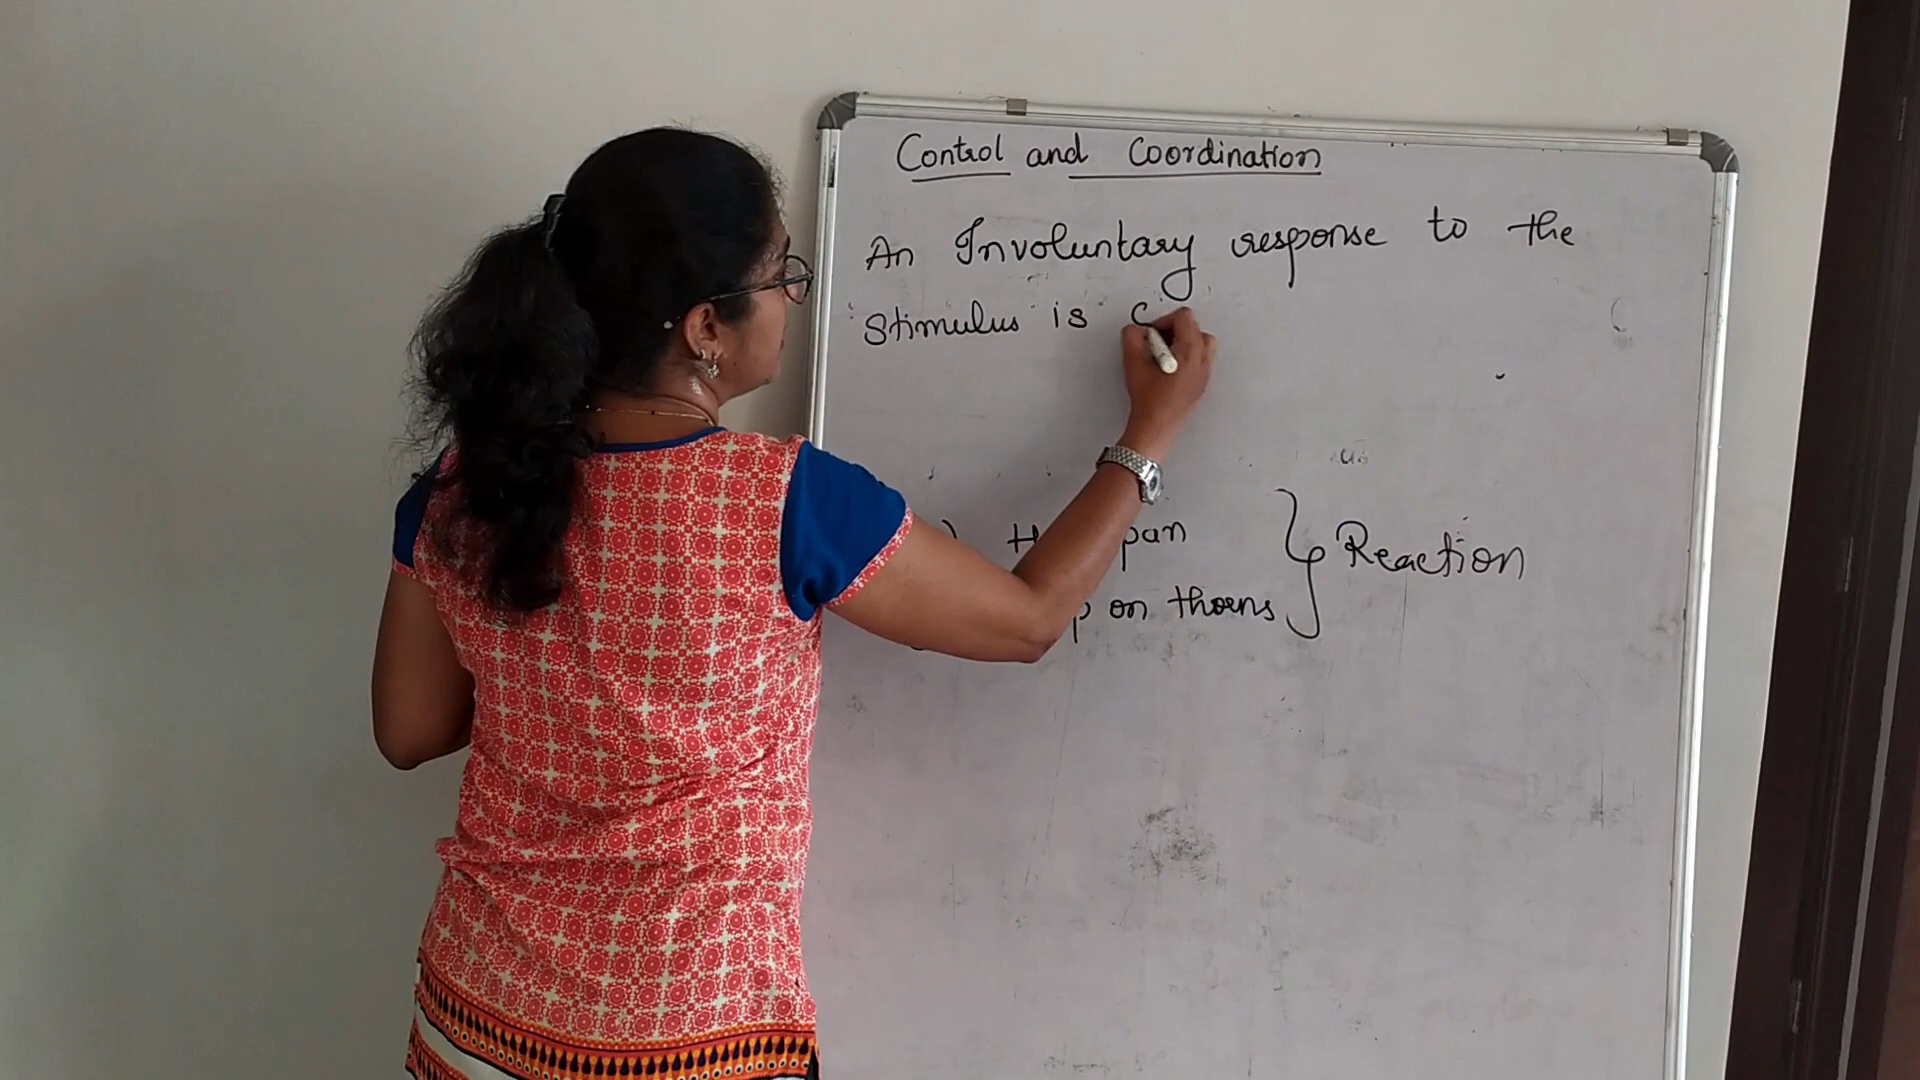 Control and Coordination
An Involuntary response to the
stimulus is
pan
on thorns
Reaction